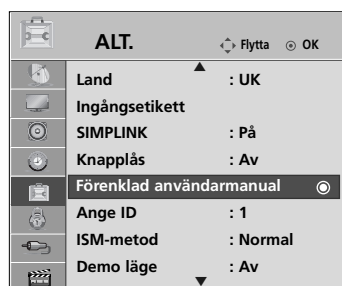 ALT. Flytta OK
Land : UK
Ingångsetikett
SIMPLINK : På
Knapplås : Av
Förenklad användarmanual
Ange ID : 1
ISM-metod : Normal
Demo läge : Av